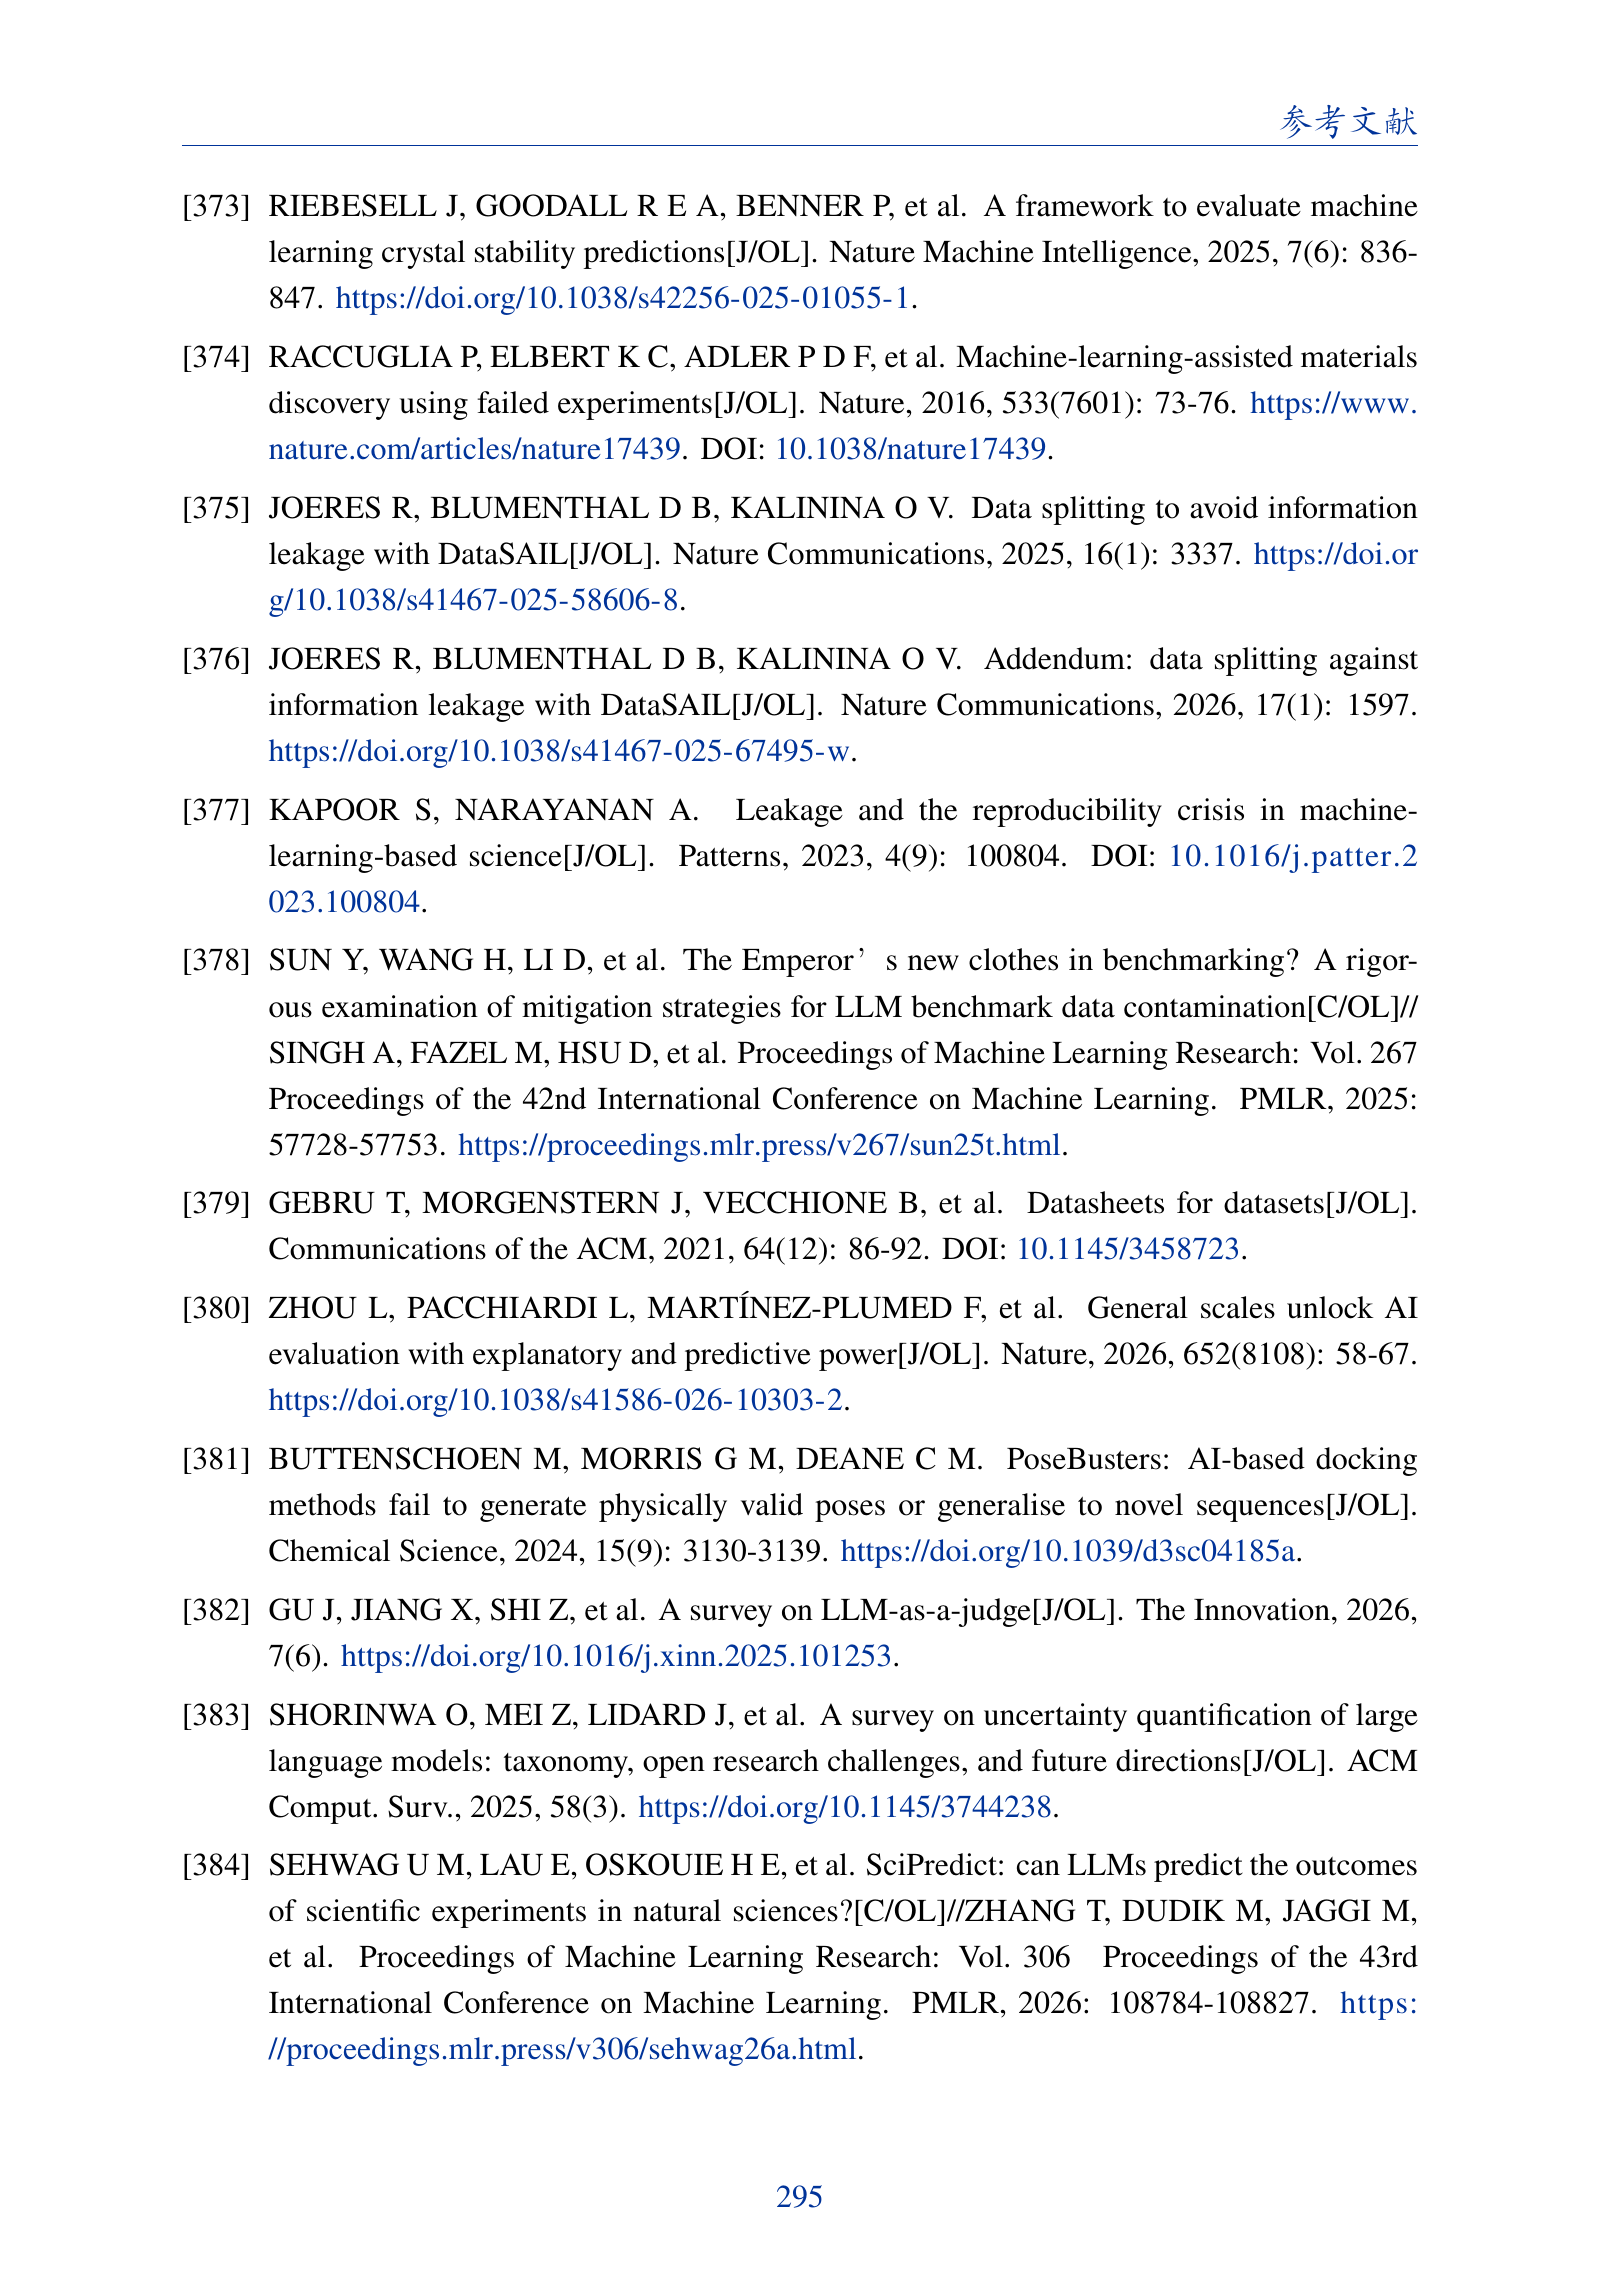 参考文献
[373] RIEBESELL J, GOODALL R E A, BENNER P, et al. A framework to evaluate machine
learning crystal stability predictions[J/OL]. Nature Machine Intelligence, 2025, 7(6): 836-
847. https://doi.org/10.1038/s42256-025-01055-1.
[374] RACCUGLIA P, ELBERT K C, ADLER P D F, et al. Machine-learning-assisted materials
discovery using failed experiments[J/OL]. Nature, 2016, 533(7601): 73-76. https://www.
nature.com/articles/nature17439. DOI: 10.1038/nature17439.
[375] JOERES R, BLUMENTHAL D B, KALININA O V. Data splitting to avoid information
leakage with DataSAIL[J/OL]. Nature Communications, 2025, 16(1): 3337. https://doi.or
g/10.1038/s41467-025-58606-8.
[376] JOERES R, BLUMENTHAL D B, KALININA O V. Addendum: data splitting against
information leakage with DataSAIL[J/OL]. Nature Communications, 2026, 17(1): 1597.
https://doi.org/10.1038/s41467-025-67495-w.
[377] KAPOOR S, NARAYANAN A. Leakage and the reproducibility crisis in machine-
learning-based science[J/OL]. Patterns, 2023, 4(9): 100804. DOI: 10.1016/j.patter.2
023.100804.
[378] SUN Y, WANG H, LI D, et al. The Emperor’s new clothes in benchmarking? A rigor-
ous examination of mitigation strategies for LLM benchmark data contamination[C/OL]//
SINGH A, FAZEL M, HSU D, et al. Proceedings of Machine Learning Research: Vol. 267
Proceedings of the 42nd International Conference on Machine Learning. PMLR, 2025:
57728-57753. https://proceedings.mlr.press/v267/sun25t.html.
[379] GEBRU T, MORGENSTERN J, VECCHIONE B, et al. Datasheets for datasets[J/OL].
Communications of the ACM, 2021, 64(12): 86-92. DOI: 10.1145/3458723.
[380] ZHOU L, PACCHIARDI L, MARTÍNEZ-PLUMED F, et al. General scales unlock AI
evaluation with explanatory and predictive power[J/OL]. Nature, 2026, 652(8108): 58-67.
https://doi.org/10.1038/s41586-026-10303-2.
[381] BUTTENSCHOEN M, MORRIS G M, DEANE C M. PoseBusters: AI-based docking
methods fail to generate physically valid poses or generalise to novel sequences[J/OL].
Chemical Science, 2024, 15(9): 3130-3139. https://doi.org/10.1039/d3sc04185a.
[382] GU J, JIANG X, SHI Z, et al. A survey on LLM-as-a-judge[J/OL]. The Innovation, 2026,
7(6). https://doi.org/10.1016/j.xinn.2025.101253.
[383] SHORINWA O, MEI Z, LIDARD J, et al. A survey on uncertainty quantification of large
language models: taxonomy, open research challenges, and future directions[J/OL]. ACM
Comput. Surv., 2025, 58(3). https://doi.org/10.1145/3744238.
[384] SEHWAG U M, LAU E, OSKOUIE H E, et al. SciPredict: can LLMs predict the outcomes
of scientific experiments in natural sciences?[C/OL]//ZHANG T, DUDIK M, JAGGI M,
et al. Proceedings of Machine Learning Research: Vol. 306 Proceedings of the 43rd
International Conference on Machine Learning. PMLR, 2026: 108784-108827. https:
//proceedings.mlr.press/v306/sehwag26a.html.
295